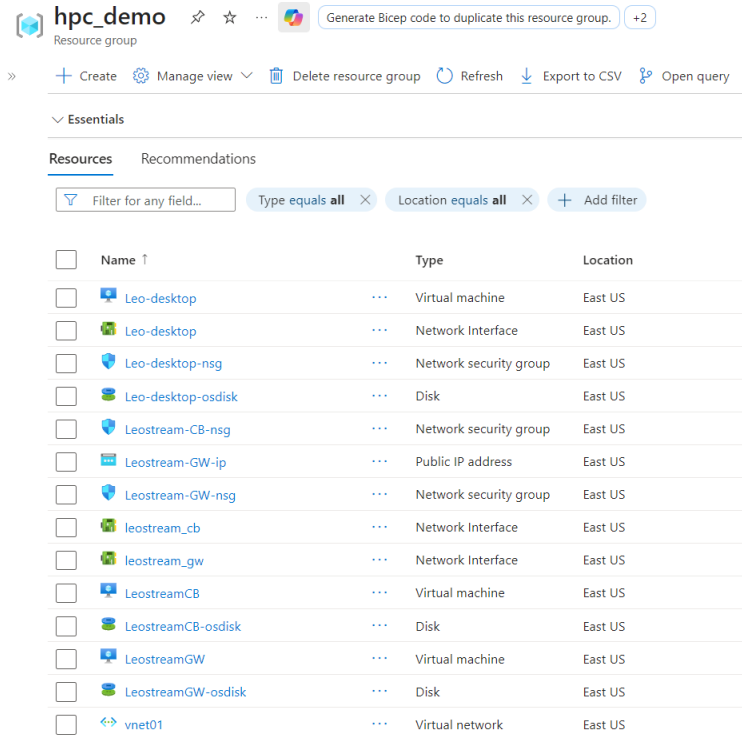 hpc_demo ... Generate Bicep code to duplicate this resource group. +2
Resource group
» + Create Manage view Delete resource group Refresh Export to CSV Open query
Essentials
Resources Recommendations
Filter for any field... Type equals all × Location equals all × + Add filter
Name ↑ Type Location
Leo-desktop ... Virtual machine East US
Leo-desktop ... Network Interface East US
Leo-desktop-nsg ... Network security group East US
Leo-desktop-osdisk ... Disk East US
Leostream-CB-nsg ... Network security group East US
Leostream-GW-ip ... Public IP address East US
Leostream-GW-nsg ... Network security group East US
leostream_cb ... Network Interface East US
leostream_gw ... Network Interface East US
LeostreamCB ... Virtual machine East US
LeostreamCB-osdisk ... Disk East US
LeostreamGW ... Virtual machine East US
LeostreamGW-osdisk ... Disk East US
vnet01 ... Virtual network East US